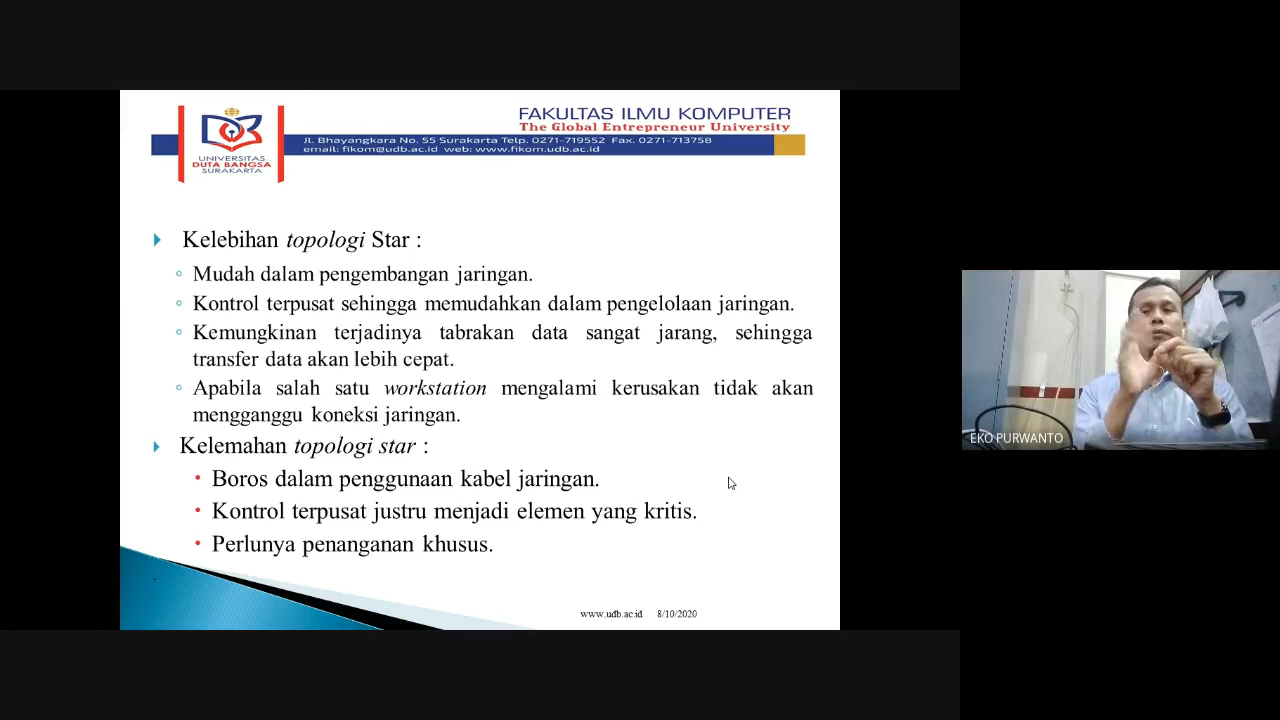 FAKULTAS ILMU KOMPUTER
The Global Entrepreneur University
Jl. Bhayangkara No. 55 Surakarta Telp. 0271-719552 Fax. 0271-713758
email: fikom@udb.ac.id web: www.fikom.udb.ac.id
UNIVERSITAS
DUTA BANGSA
SURAKARTA
Kelebihan topologi Star :
Mudah dalam pengembangan jaringan.
Kontrol terpusat sehingga memudahkan dalam pengelolaan jaringan.
Kemungkinan terjadinya tabrakan data sangat jarang, sehingga
transfer data akan lebih cepat.
Apabila salah satu workstation mengalami kerusakan tidak akan
mengganggu koneksi jaringan.
Kelemahan topologi star :
Boros dalam penggunaan kabel jaringan.
Kontrol terpusat justru menjadi elemen yang kritis.
Perlunya penanganan khusus.
www.udb.ac.id 8/10/2020
EKO PURWANTO